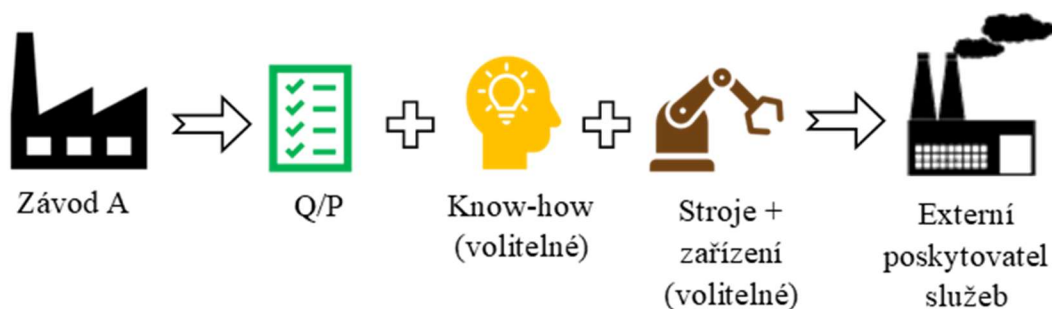 Závod A
Q/P
Know-how
(volitelné)
Stroje +
zařízení
(volitelné)
Externí
poskytovatel
služeb